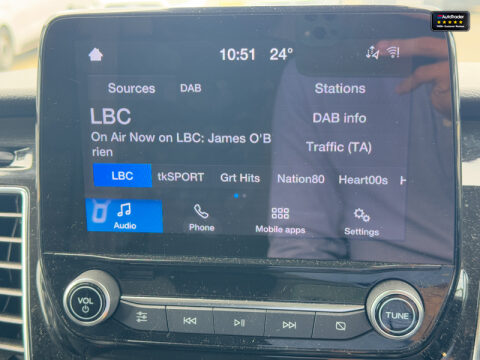 AutoTrader
10:51 24°
Sources DAB Stations
LBC
DAB info
On Air Now on LBC: James O'B
rien
Traffic (TA)
LBC tkSPORT Grt Hits Nation80 Heart00s H
Audio Phone Mobile apps Settings
VOL
TUNE